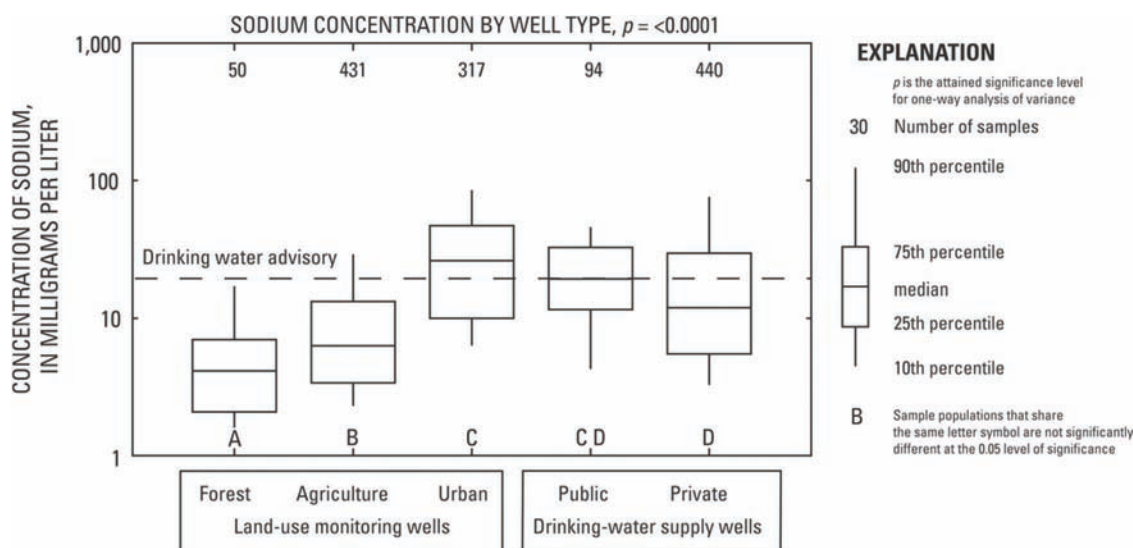 SODIUM CONCENTRATION BY WELL TYPE, p = <0.0001
1,000
100
10
1
CONCENTRATION OF SODIUM,
IN MILLIGRAMS PER LITER
50 431 317 94 440
Drinking water advisory
A B C C D D
Forest Agriculture Urban Public Private
Land-use monitoring wells Drinking-water supply wells
EXPLANATION
p is the attained significance level
for one-way analysis of variance
30 Number of samples
90th percentile
75th percentile
median
25th percentile
10th percentile
B Sample populations that share
the same letter symbol are not significantly
different at the 0.05 level of significance